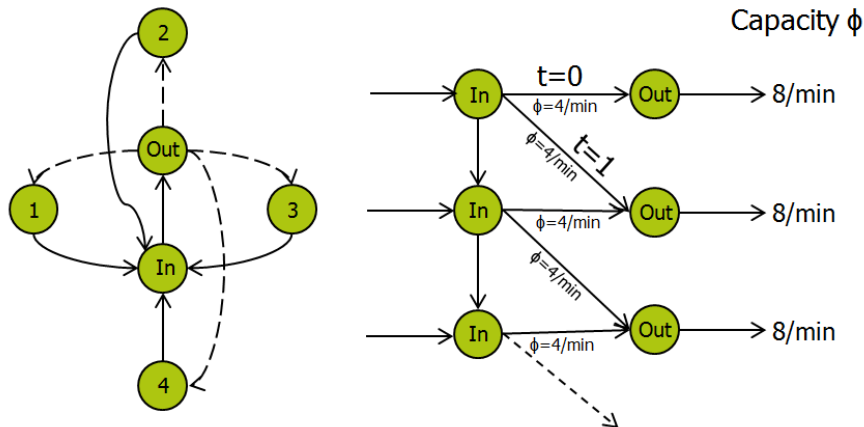 2
Out
1
3
In
4
Capacity ϕ
t=0
In
ϕ=4/min
Out
8/min
ϕ=4/min
t=1
In
ϕ=4/min
Out
8/min
ϕ=4/min
In
ϕ=4/min
Out
8/min